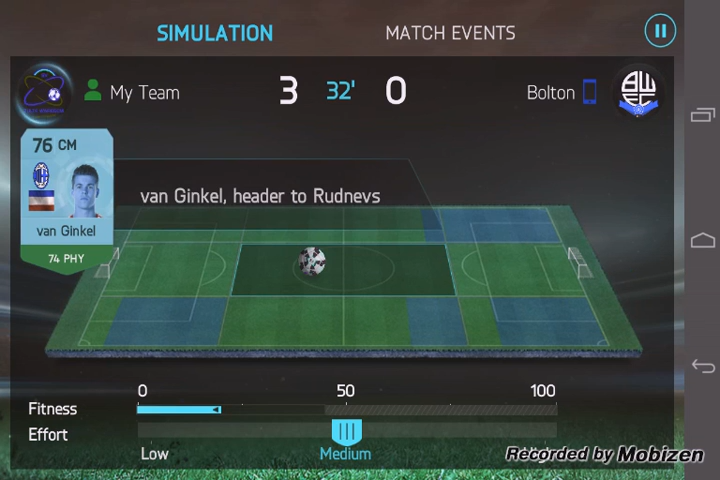 SIMULATION MATCH EVENTS
My Team 3 32' 0 Bolton
76 CM
van Ginkel, header to Rudnevs
van Ginkel
74 PHY
0 50 100
Fitness
Effort
Low Medium
Recorded by Mobizen